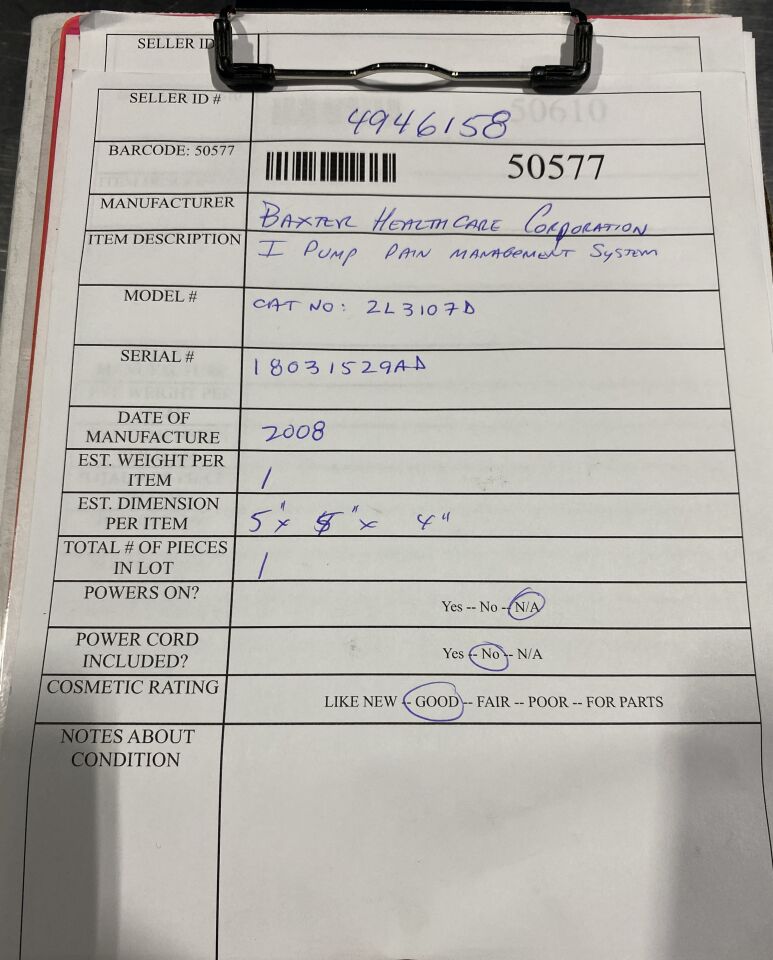 SELLER ID
SELLER ID # 4946158
50610
BARCODE: 50577 50577
MANUFACTURER BAXTER HEALTHCARE CORPORATION
ITEM DESCRIPTION I PUMP PAIN MANAGEMENT SYSTEM
MODEL # CAT NO: 2L3107D
SERIAL # 18031529AD
DATE OF
MANUFACTURE 2008
EST. WEIGHT PER
ITEM 1
EST. DIMENSION
PER ITEM 5" x 5" x 4"
TOTAL # OF PIECES
IN LOT 1
POWERS ON? Yes -- No -- N/A
POWER CORD
INCLUDED? Yes -- No -- N/A
COSMETIC RATING LIKE NEW -- GOOD -- FAIR -- POOR -- FOR PARTS
NOTES ABOUT
CONDITION